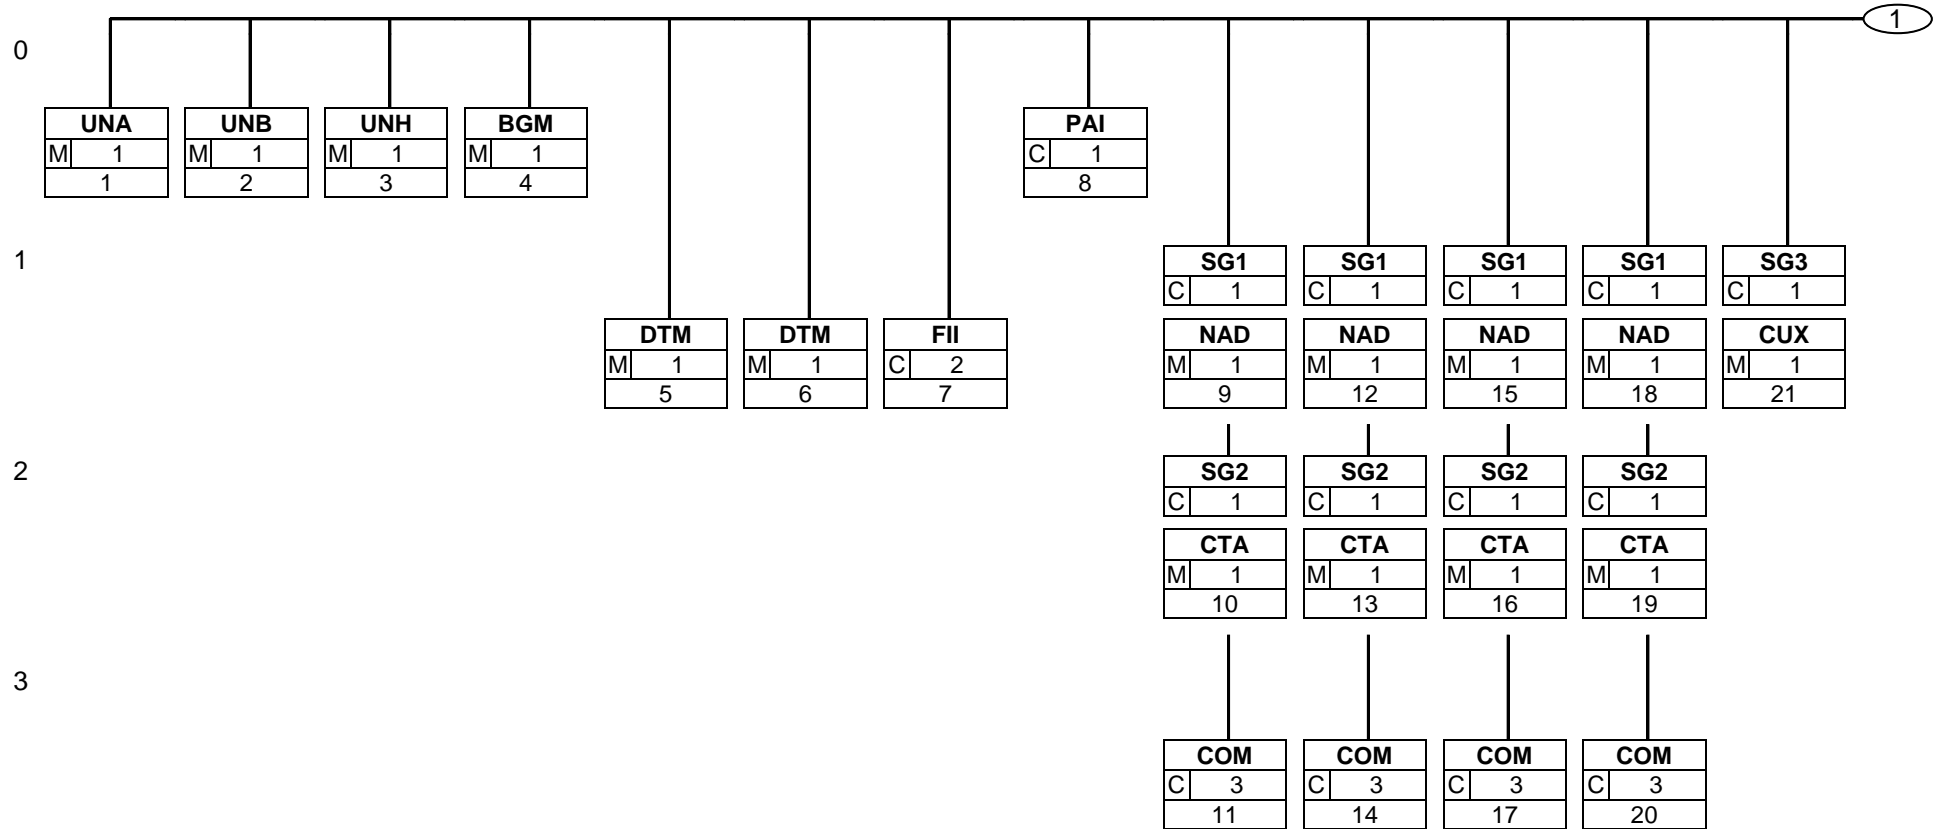 1
0
UNA UNB UNH BGM PAI
M 1 M 1 M 1 M 1 C 1
1 2 3 4 8
1 SG1 SG1 SG1 SG1 SG3
C 1 C 1 C 1 C 1 C 1
DTM DTM FII NAD NAD NAD NAD CUX
M 1 M 1 C 2 M 1 M 1 M 1 M 1 M 1
5 6 7 9 12 15 18 21
2 SG2 SG2 SG2 SG2
C 1 C 1 C 1 C 1
CTA CTA CTA CTA
M 1 M 1 M 1 M 1
10 13 16 19
3
COM COM COM COM
C 3 C 3 C 3 C 3
11 14 17 20